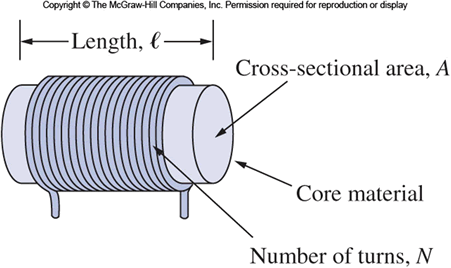 Copyright © The McGraw-Hill Companies, Inc. Permission required for reproduction or display
Length, ℓ
Cross-sectional area, A
Core material
Number of turns, N